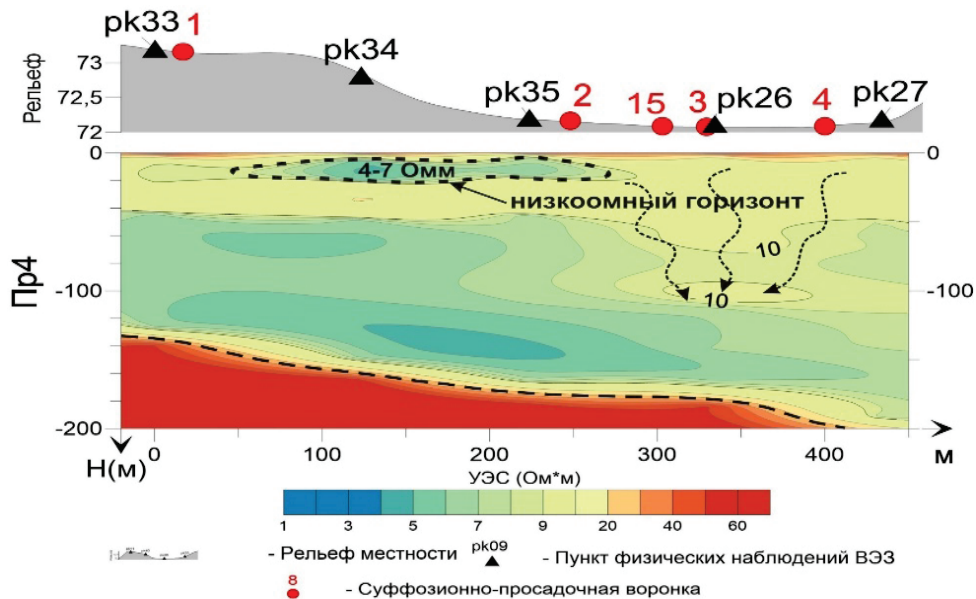 pk33 1
pk34
pk35 2 15 3 pk26 4 pk27
Рельеф
73
72,5
72
0 0
4-7 Омм
низкоомный горизонт
10
Пр4
-100 -100
10
-200
0 100 200 300 400 м
Н(м)
УЭС (Ом*м)
1 3 5 7 9 20 40 60
- Рельеф местности pk09 - Пункт физических наблюдений ВЭЗ
8 - Суффозионно-просадочная воронка